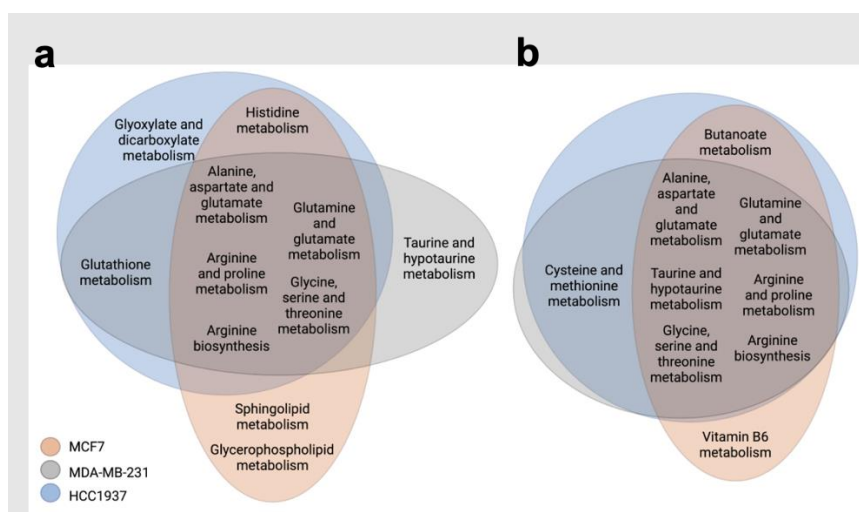 a
Histidine
metabolism
Glyoxylate and
dicarboxylate
metabolism
Alanine,
aspartate and
glutamate
metabolism
Glutamine
and
glutamate
metabolism
Taurine and
hypotaurine
metabolism
Glutathione
metabolism
Arginine
and proline
metabolism
Glycine,
serine and
threonine
metabolism
Arginine
biosynthesis
Sphingolipid
metabolism
Glycerophospholipid
metabolism
MCF7
MDA-MB-231
HCC1937
b
Butanoate
metabolism
Alanine,
aspartate
and
glutamate
metabolism
Glutamine
and
glutamate
metabolism
Cysteine and
methionine
metabolism
Taurine and
hypotaurine
metabolism
Arginine
and proline
metabolism
Glycine,
serine and
threonine
metabolism
Arginine
biosynthesis
Vitamin B6
metabolism